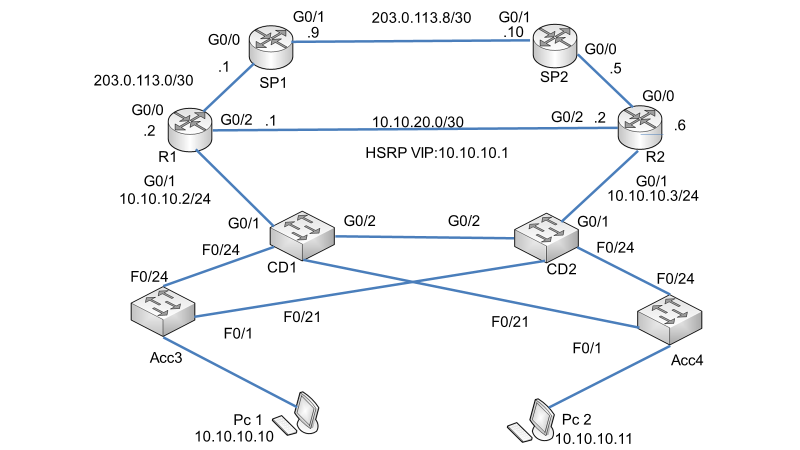 G0/1
203.0.113.8/30
G0/1
.9
.10
G0/0
G0/0
SP1
SP2
.1
.5
203.0.113.0/30
G0/0
G0/0
.2
G0/2
.1
10.10.20.0/30
G0/2
.2
.6
R1
HSRP VIP:10.10.10.1
R2
G0/1
10.10.10.2/24
G0/1
10.10.10.3/24
G0/1
G0/2
G0/2
G0/1
F0/24
F0/24
CD1
CD2
F0/24
F0/24
F0/21
F0/21
F0/1
F0/1
Acc3
Acc4
Pc 1
10.10.10.10
Pc 2
10.10.10.11